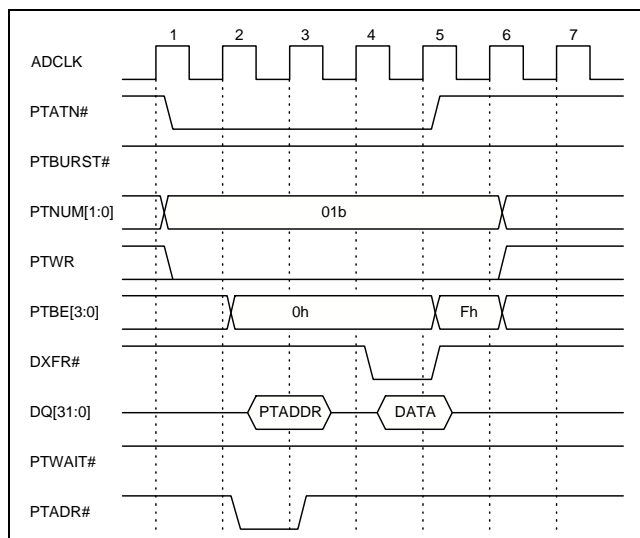 1 2 3 4 5 6 7
ADCLK
PTATN#
PTBURST#
PTNUM[1:0] 01b
PTWR
PTBE[3:0] 0h Fh
DXFR#
DQ[31:0] PTADDR DATA
PTWAIT#
PTADR#